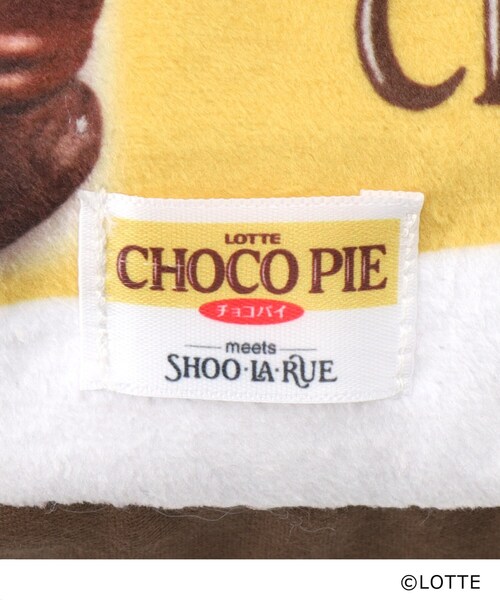 LOTTE
CHOCO PIE
チョコパイ
meets
SHOO·LA·RUE
©LOTTE